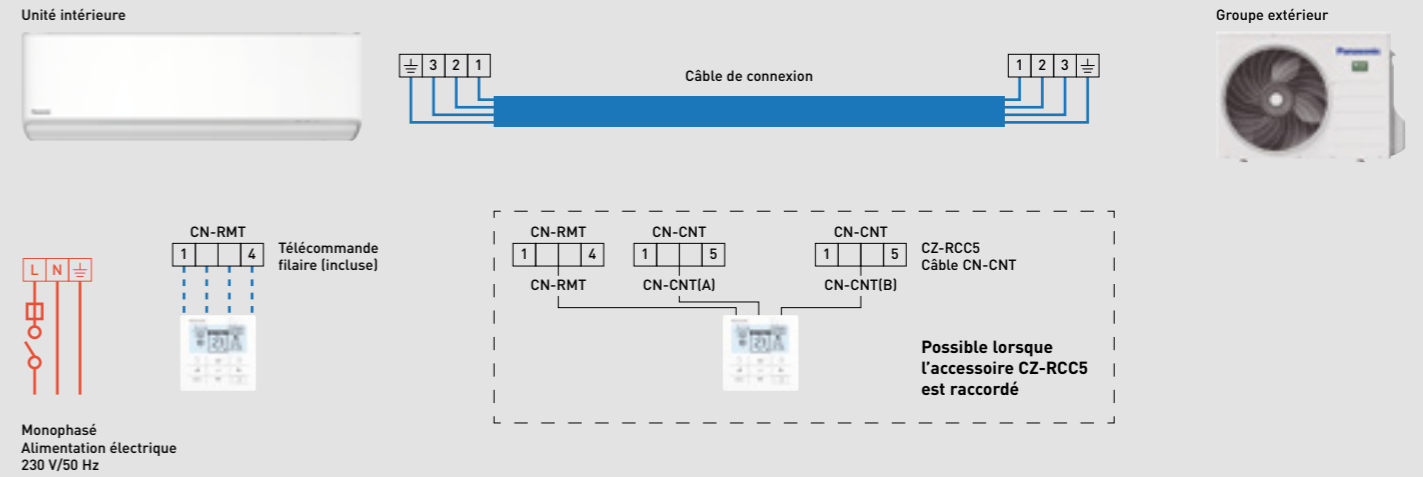 Unité intérieure
Groupe extérieur
Panasonic
3 2 1
Câble de connexion
1 2 3
CN-RMT
1 4
Télécommande
filaire (incluse)
L N
Monophasé
Alimentation électrique
230 V/50 Hz
CN-RMT
1 4
CN-RMT
CN-CNT
1 5
CN-CNT(A)
CN-CNT
1 5
CN-CNT(B)
CZ-RCC5
Câble CN-CNT
Possible lorsque
l'accessoire CZ-RCC5
est raccordé